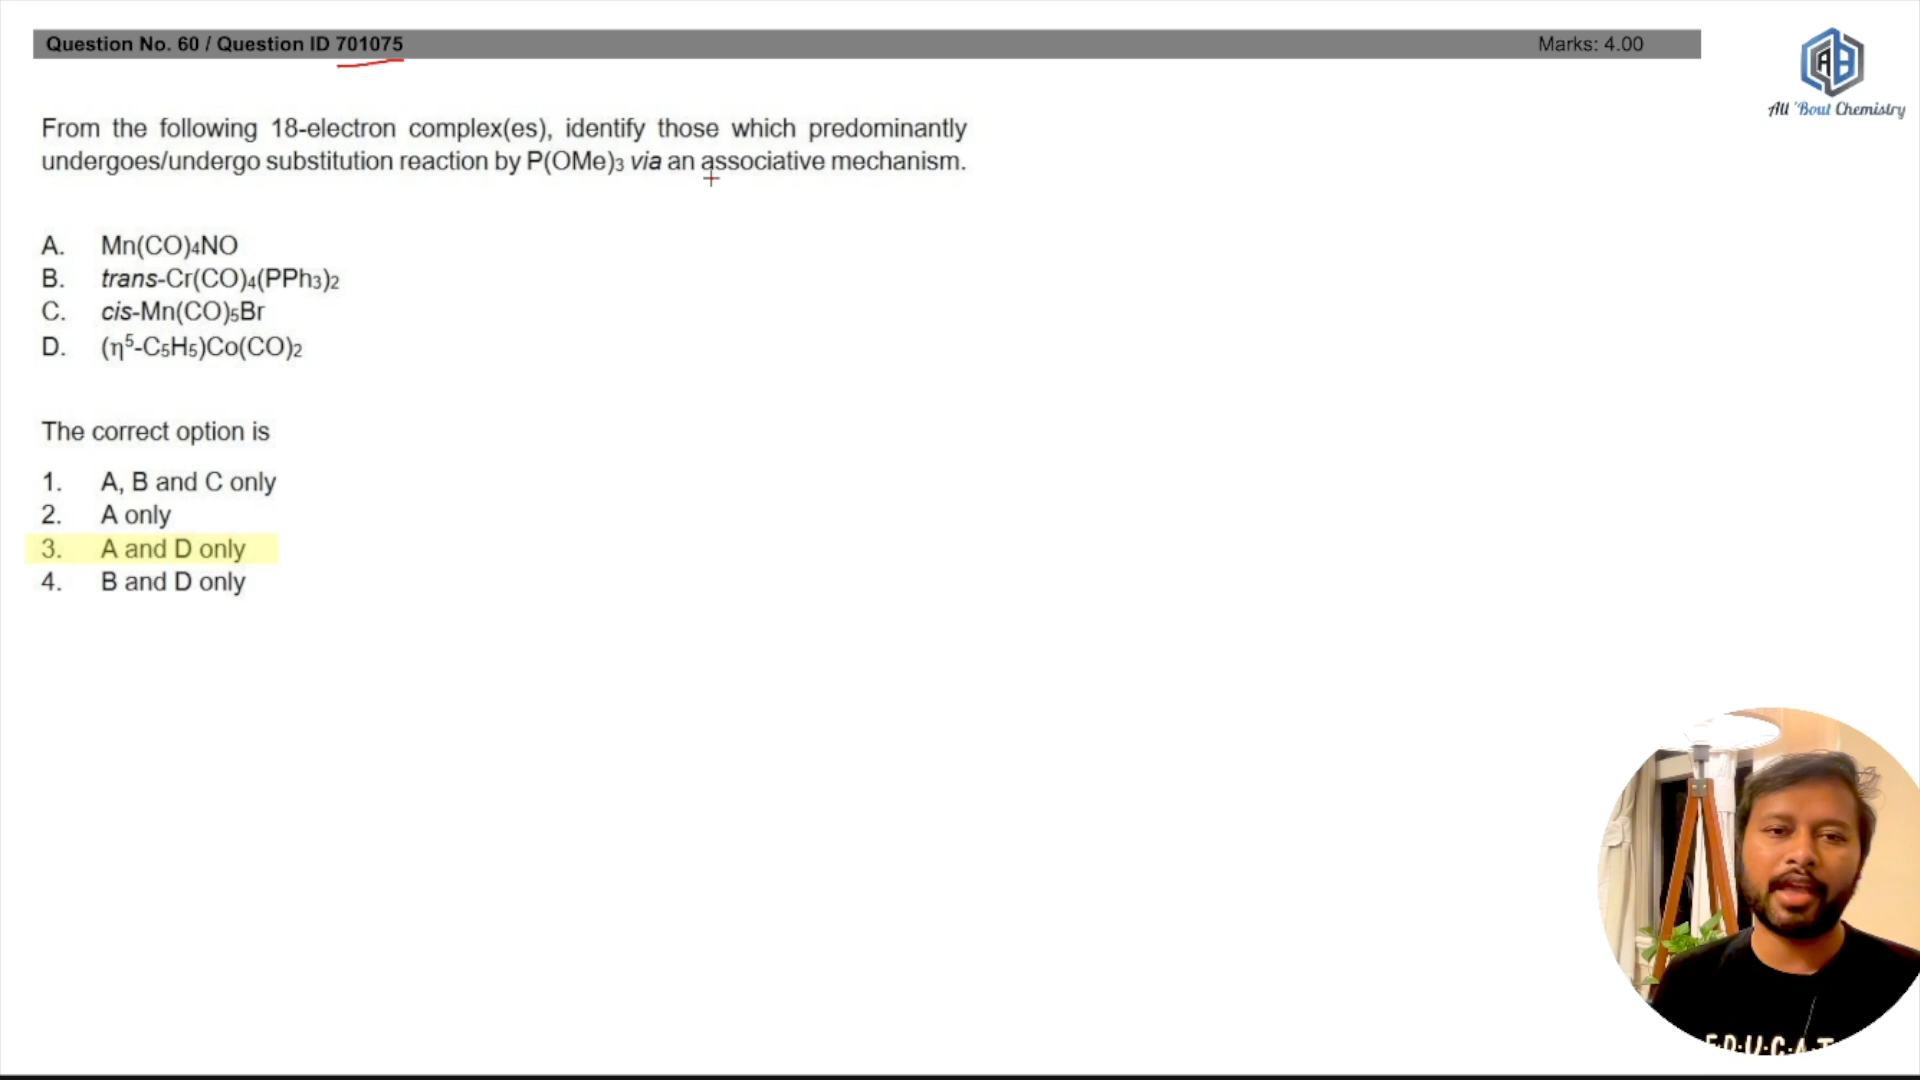 Question No. 60 / Question ID 701075
Marks: 4.00
All 'Bout Chemistry
From the following 18-electron complex(es), identify those which predominantly
undergoes/undergo substitution reaction by P(OMe)₃ via an associative mechanism.
A. Mn(CO)₄NO
B. trans-Cr(CO)₄(PPh₃)₂
C. cis-Mn(CO)₅Br
D. (η⁵-C₅H₅)Co(CO)₂
The correct option is
1. A, B and C only
2. A only
3. A and D only
4. B and D only